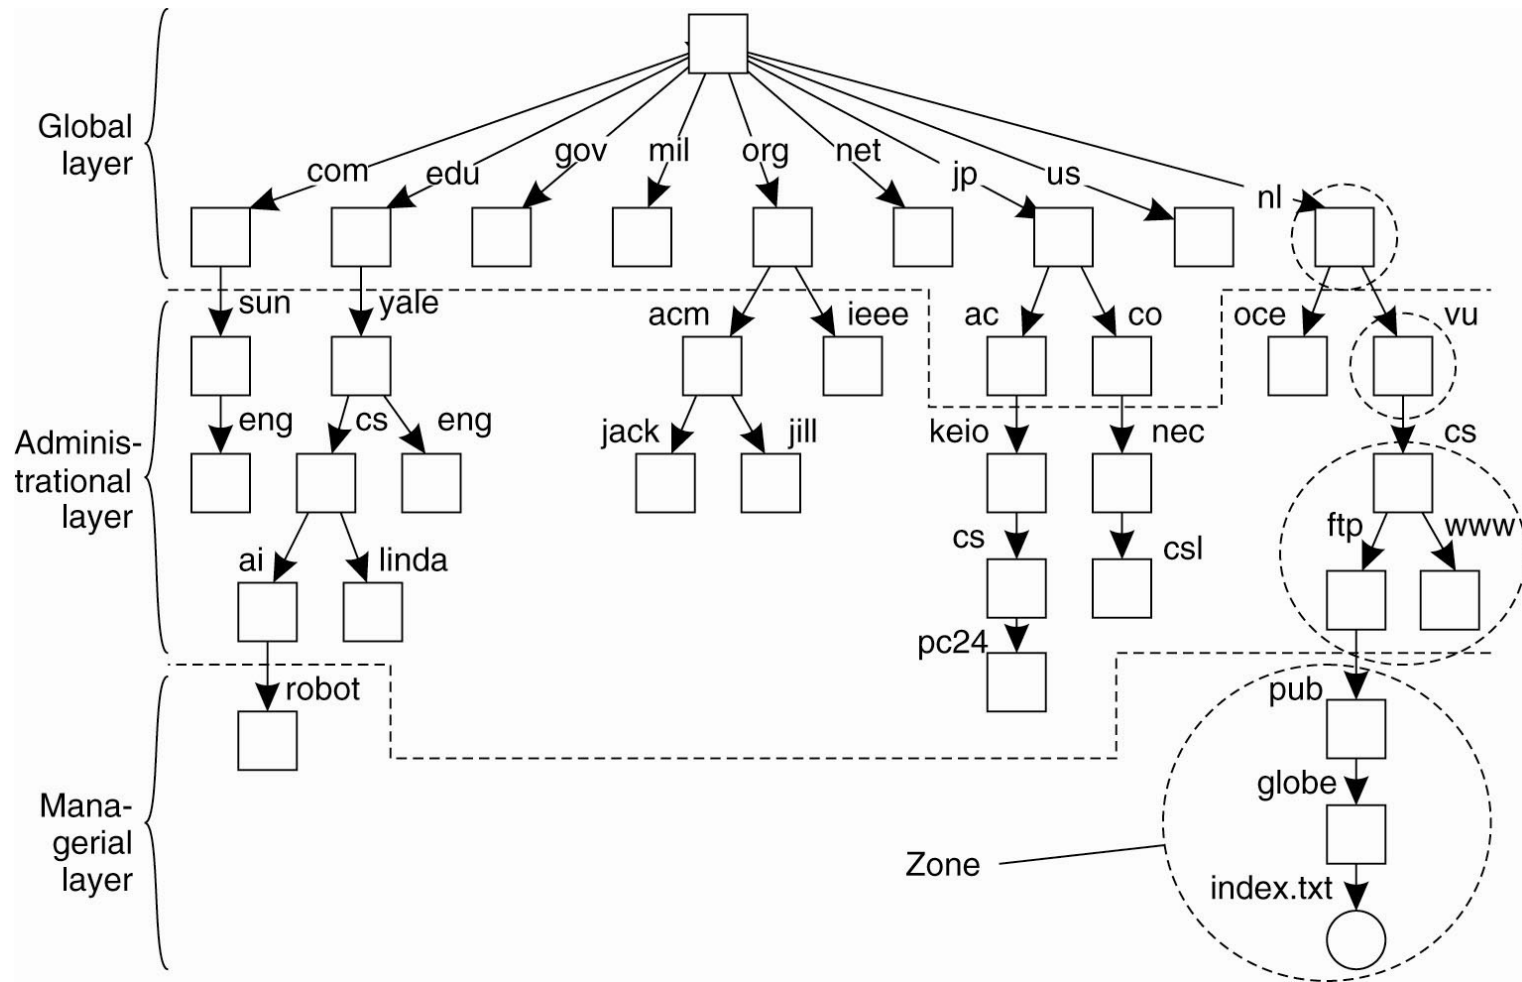 Global
layer
com
edu
gov
mil
org
net
jp
us
nl
sun
yale
acm
ieee
ac
co
oce
vu
Adminis-
trational
layer
eng
cs
eng
jack
jill
keio
nec
cs
ai
linda
cs
csl
ftp
www
pc24
robot
pub
Mana-
gerial
layer
globe
Zone
index.txt